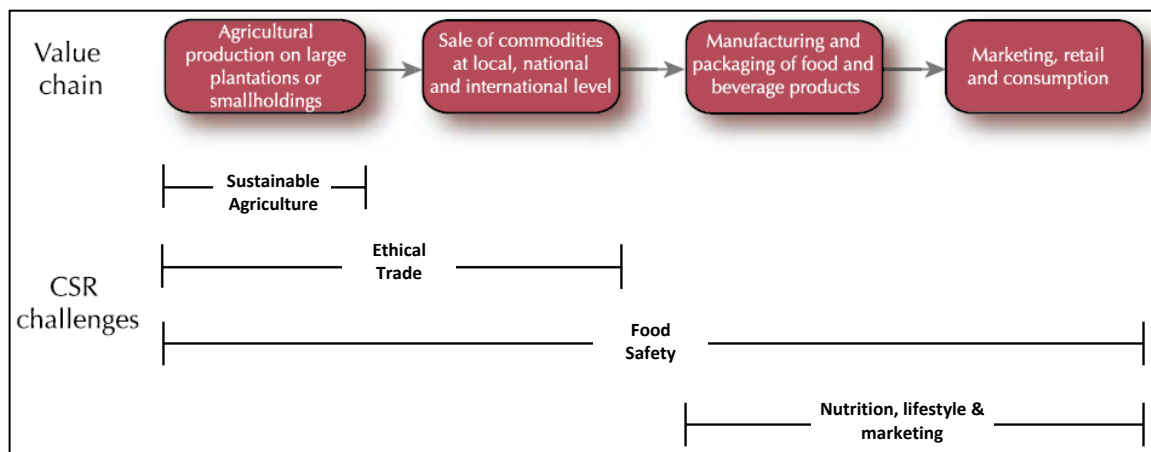 Value
chain
Agricultural
production on large
plantations or
smallholdings
Sale of commodities
at local, national
and international level
Manufacturing and
packaging of food and
beverage products
Marketing, retail
and consumption
CSR
challenges
Sustainable
Agriculture
Ethical
Trade
Food
Safety
Nutrition, lifestyle &
marketing